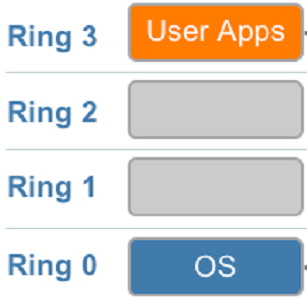 Ring 3 User Apps
Ring 2
Ring 1
Ring 0 OS